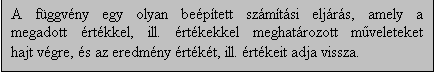 A függvény egy olyan beépített számítási eljárás, amely a
megadott értékkel, ill. értékekkel meghatározott műveleteket
hajt végre, és az eredmény értékét, ill. értékeit adja vissza.